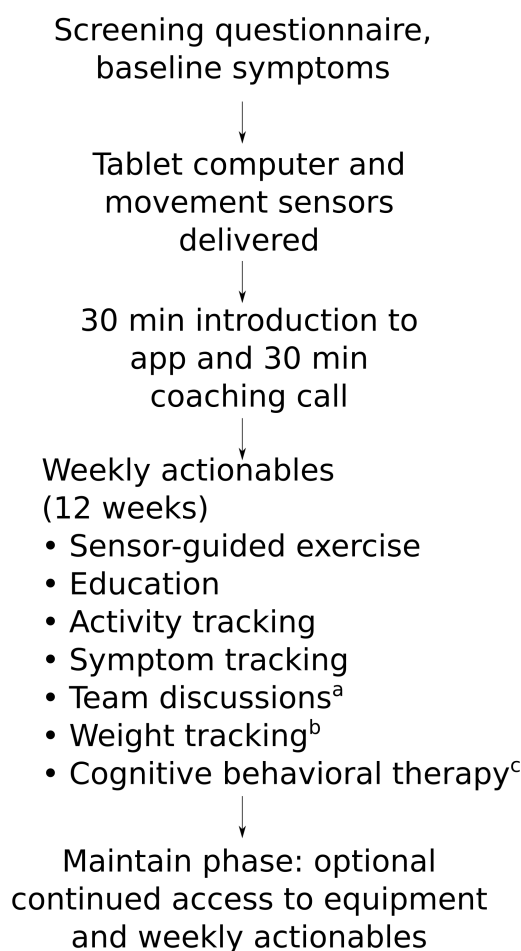 Screening questionnaire,
baseline symptoms
Tablet computer and
movement sensors
delivered
30 min introduction to
app and 30 min
coaching call
Weekly actionables
(12 weeks)
• Sensor-guided exercise
• Education
• Activity tracking
• Symptom tracking
• Team discussionsᵃ
• Weight trackingᵇ
• Cognitive behavioral therapyᶜ
Maintain phase: optional
continued access to equipment
and weekly actionables